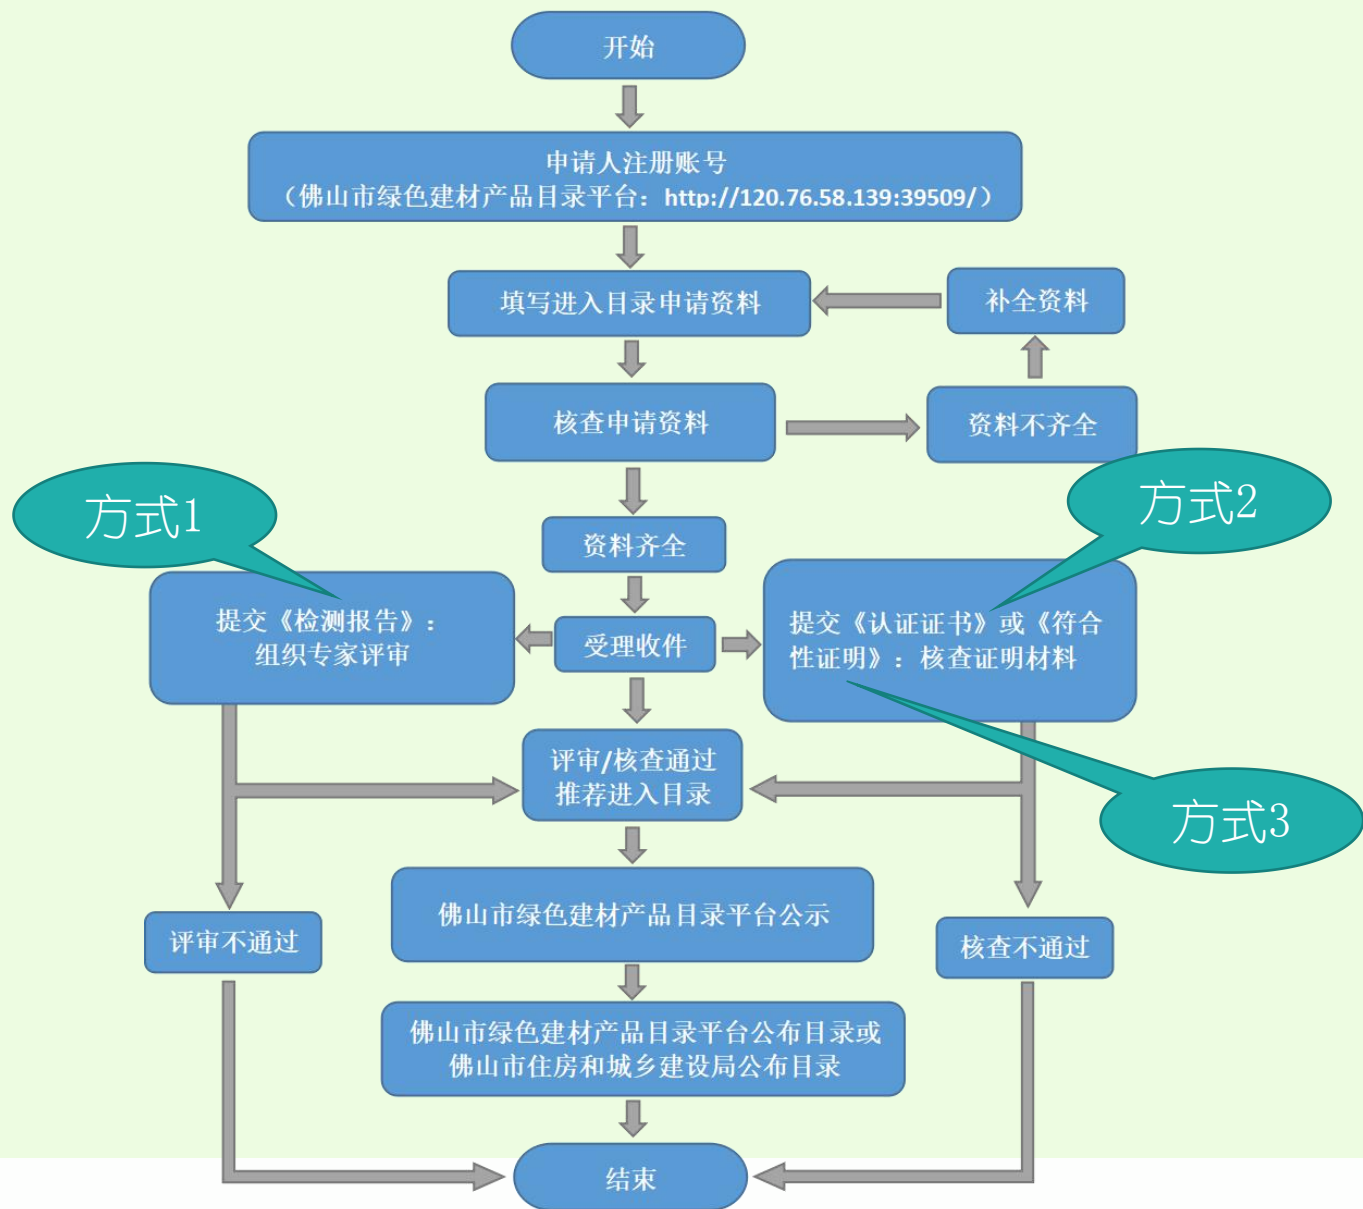 开始
申请人注册账号
（佛山市绿色建材产品目录平台：http://120.76.58.139:39509/）
填写进入目录申请资料
补全资料
核查申请资料
资料不齐全
方式1
方式2
资料齐全
提交《检测报告》：
组织专家评审
受理收件
提交《认证证书》或《符合
性证明》：核查证明材料
评审/核查通过
推荐进入目录
方式3
佛山市绿色建材产品目录平台公示
评审不通过
核查不通过
佛山市绿色建材产品目录平台公布目录或
佛山市住房和城乡建设局公布目录
结束